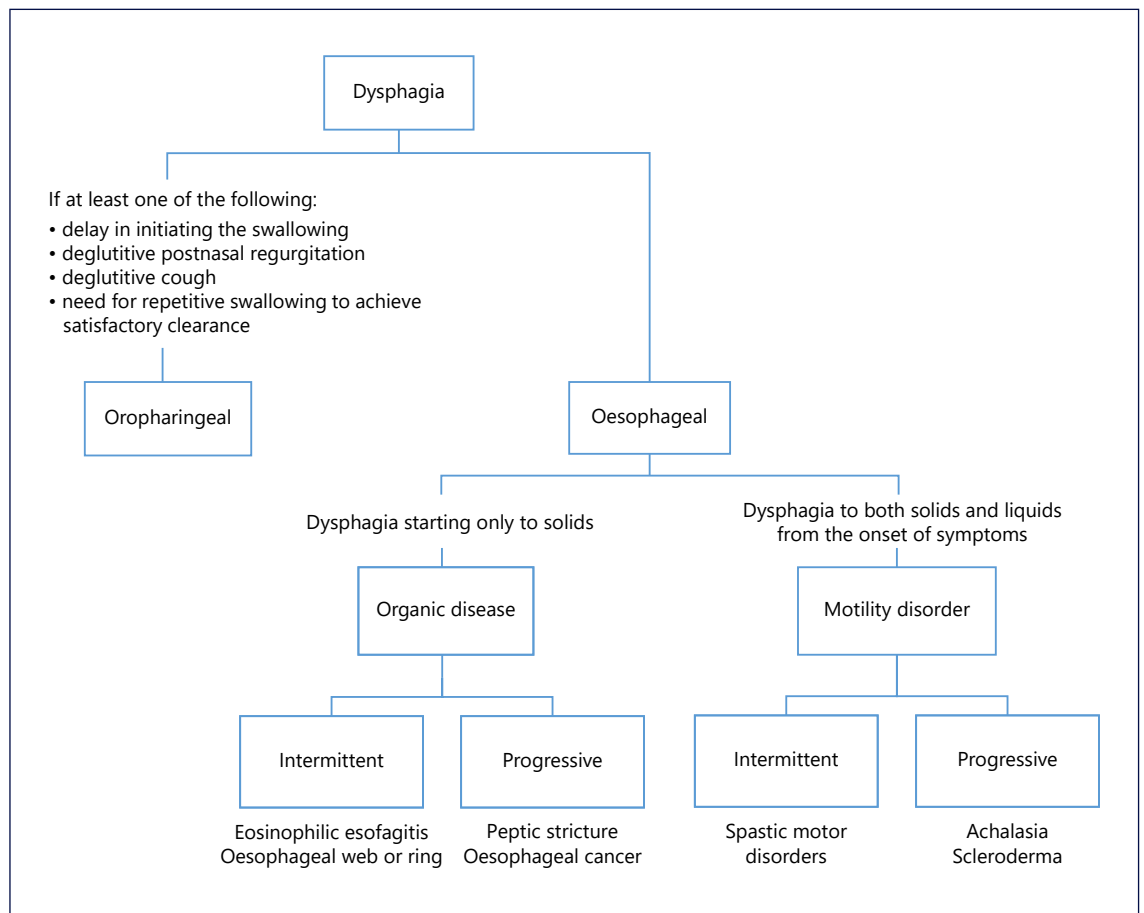 Dysphagia
If at least one of the following:
• delay in initiating the swallowing
• deglutitive postnasal regurgitation
• deglutitive cough
• need for repetitive swallowing to achieve
satisfactory clearance
Oropharingeal
Oesophageal
Dysphagia starting only to solids
Dysphagia to both solids and liquids
from the onset of symptoms
Organic disease
Motility disorder
Intermittent
Progressive
Intermittent
Progressive
Eosinophilic esofagitis
Oesophageal web or ring
Peptic stricture
Oesophageal cancer
Spastic motor
disorders
Achalasia
Scleroderma